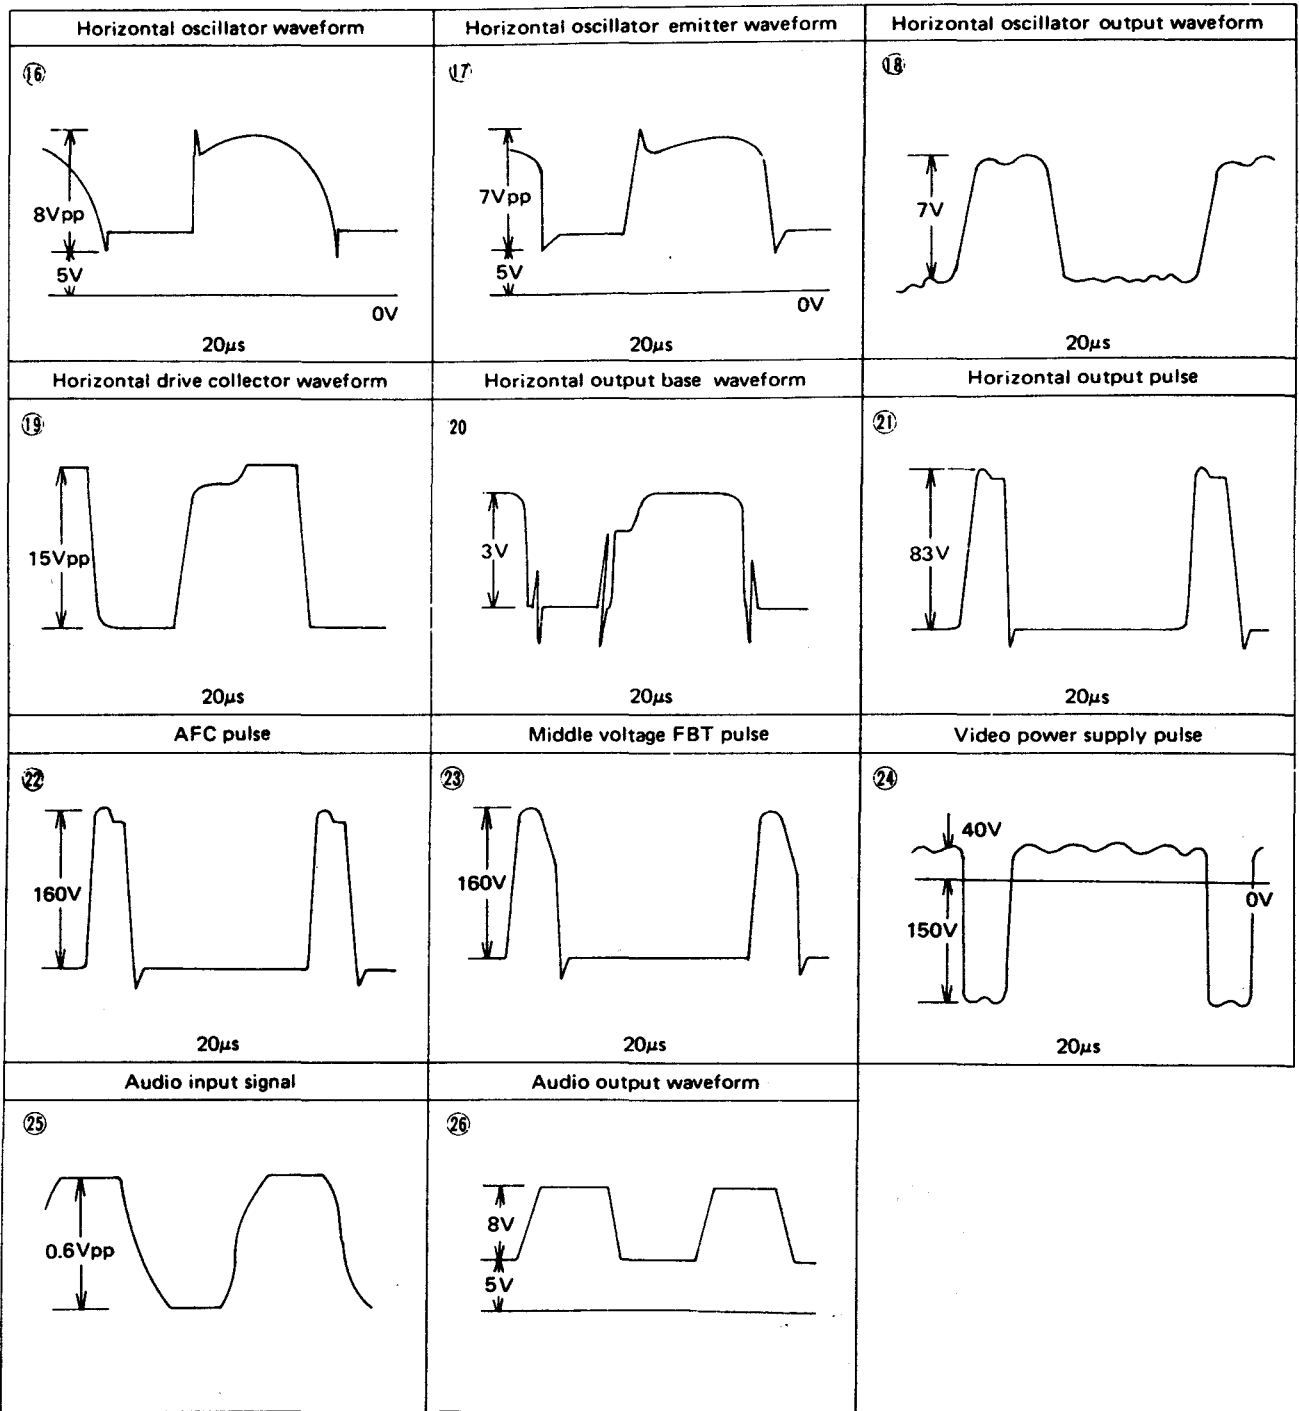 Horizontal oscillator waveform
16
8Vpp
5V
0V
20μs
Horizontal oscillator emitter waveform
17
7Vpp
5V
0V
20μs
Horizontal oscillator output waveform
18
7V
20μs
Horizontal drive collector waveform
19
15Vpp
20μs
Horizontal output base waveform
20
3V
20μs
Horizontal output pulse
21
83V
20μs
AFC pulse
22
160V
20μs
Middle voltage FBT pulse
23
160V
20μs
Video power supply pulse
24
40V
0V
150V
20μs
Audio input signal
25
0.6Vpp
Audio output waveform
26
8V
5V